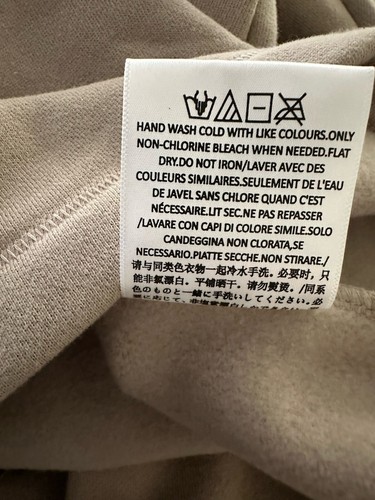 HAND WASH COLD WITH LIKE COLOURS.ONLY
NON-CHLORINE BLEACH WHEN NEEDED.FLAT
DRY.DO NOT IRON/LAVER AVEC DES
COULEURS SIMILAIRES.SEULEMENT DE L'EAU
DE JAVEL SANS CHLORE QUAND C'EST
NÉCESSAIRE.LIT SEC.NE PAS REPASSER
/LAVARE CON CAPI DI COLORE SIMILE.SOLO
CANDEGGINA NON CLORATA,SE
NECESSARIO.PIATTE SECCHE.NON STIRARE./
请与同类色衣物一起冷水手洗。必要时，只
能非氯漂白。平铺晒干。请勿熨烫。/同系
色のものと一緒に手洗いしてください。必